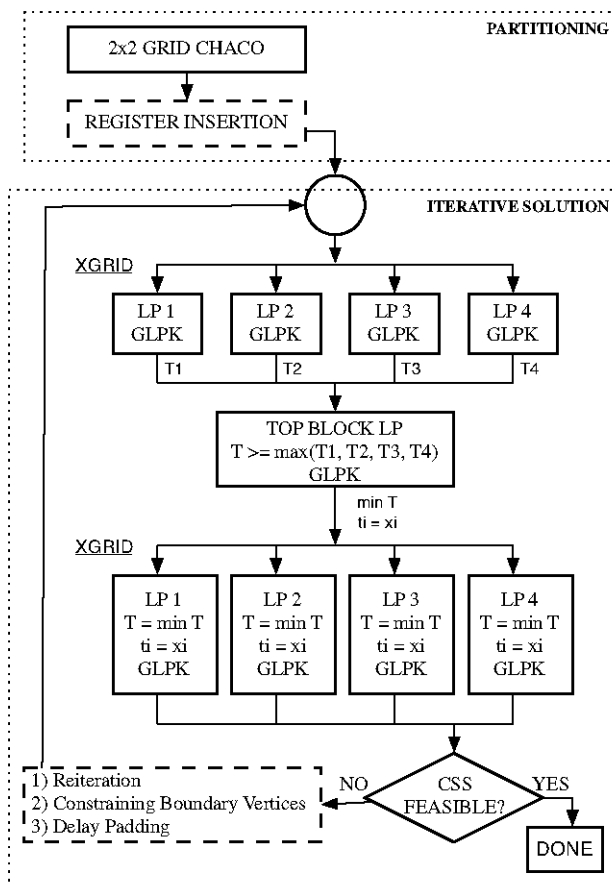 PARTITIONING
2x2 GRID CHACO
REGISTER INSERTION
ITERATIVE SOLUTION
XGRID
LP 1
GLPK
LP 2
GLPK
LP 3
GLPK
LP 4
GLPK
T1
T2
T3
T4
TOP BLOCK LP
T >= max(T1, T2, T3, T4)
GLPK
min T
ti = xi
XGRID
LP 1
T = min T
ti = xi
GLPK
LP 2
T = min T
ti = xi
GLPK
LP 3
T = min T
ti = xi
GLPK
LP 4
T = min T
ti = xi
GLPK
1) Reiteration
2) Constraining Boundary Vertices
3) Delay Padding
NO
CSS
FEASIBLE?
YES
DONE